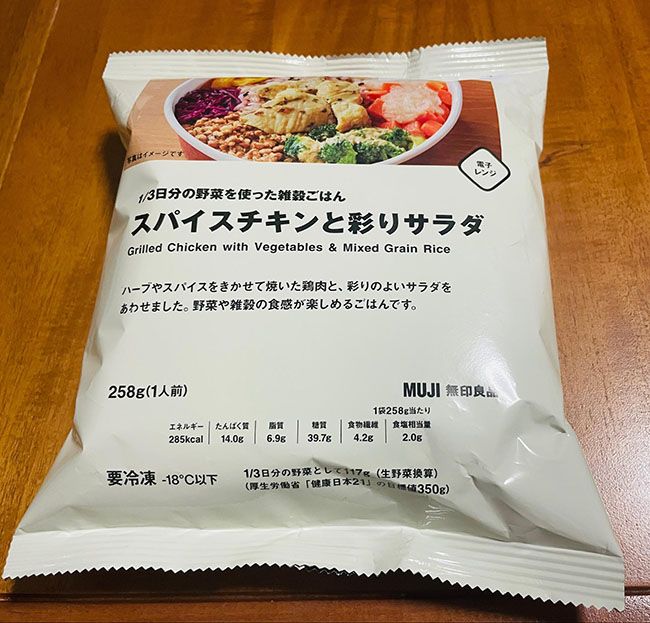 写真はイメージです
電子
レンジ
1/3日分の野菜を使った雑穀ごはん
スパイスチキンと彩りサラダ
Grilled Chicken with Vegetables & Mixed Grain Rice
ハーブやスパイスをきかせて焼いた鶏肉と、彩りのよいサラダを
あわせました。野菜や雑穀の食感が楽しめるごはんです。
258g(1人前)
MUJI 無印良品
1袋258g当たり
エネルギー たんぱく質 脂質 糖質 食物繊維 食塩相当量
285kcal 14.0g 6.9g 39.7g 4.2g 2.0g
要冷凍 -18°C以下
1/3日分の野菜として117g(生野菜換算)
(厚生労働省「健康日本21」の目標値350g)